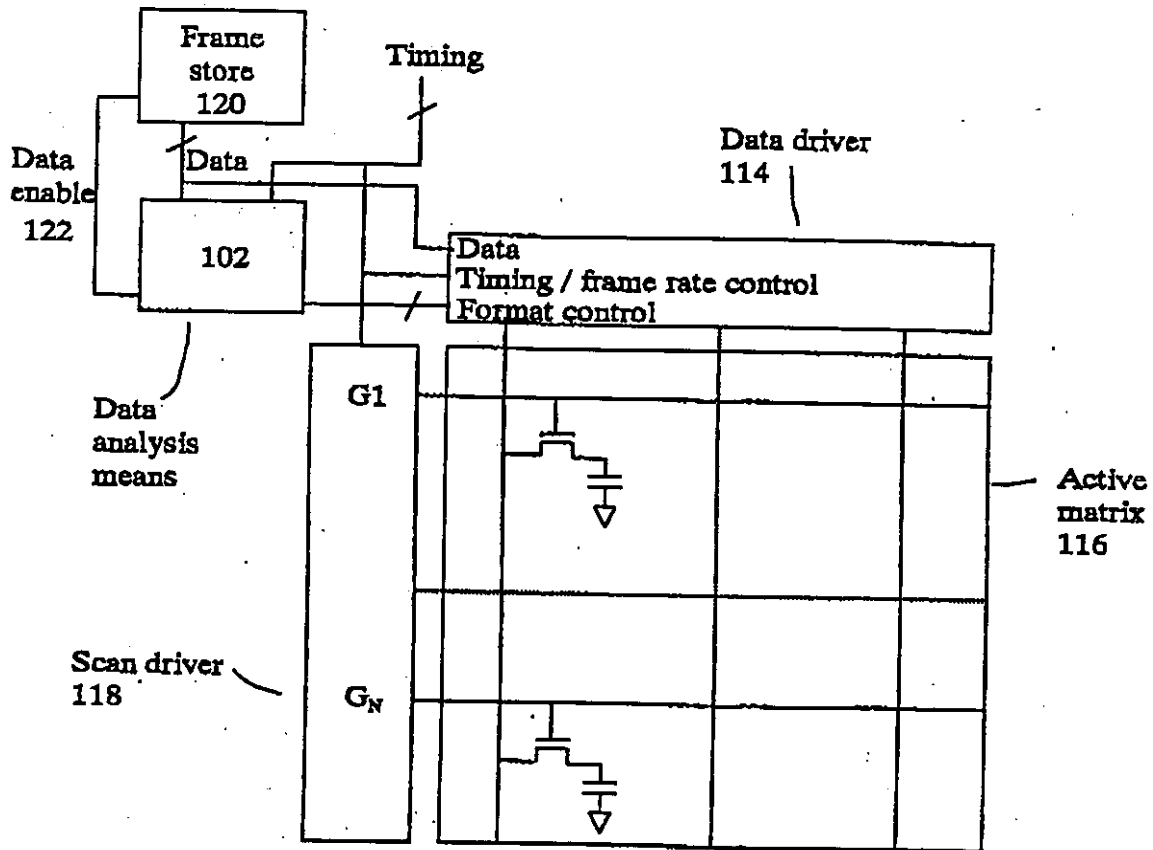 Frame
store
120
Timing
Data driver
114
Data
enable
122
Data
102
Data
Timing / frame rate control
Format control
Data
analysis
means
G1
Active
matrix
116
Scan driver
118
GN